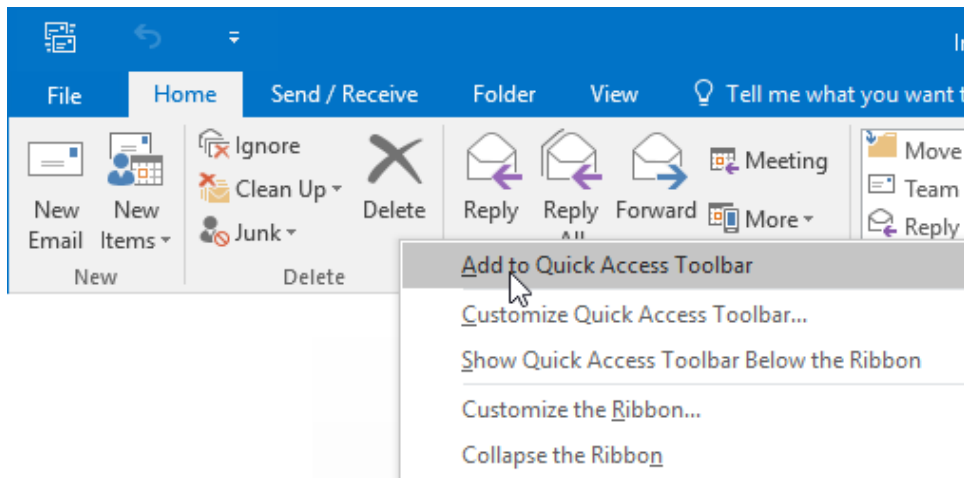 In
File Home Send / Receive Folder View Tell me what you want t
Ignore
Clean Up
Junk
Delete
New Email
New Items
Reply
Reply All
Forward
Meeting
More
Move
Team
Reply
New
Delete
Add to Quick Access Toolbar
Customize Quick Access Toolbar...
Show Quick Access Toolbar Below the Ribbon
Customize the Ribbon...
Collapse the Ribbon